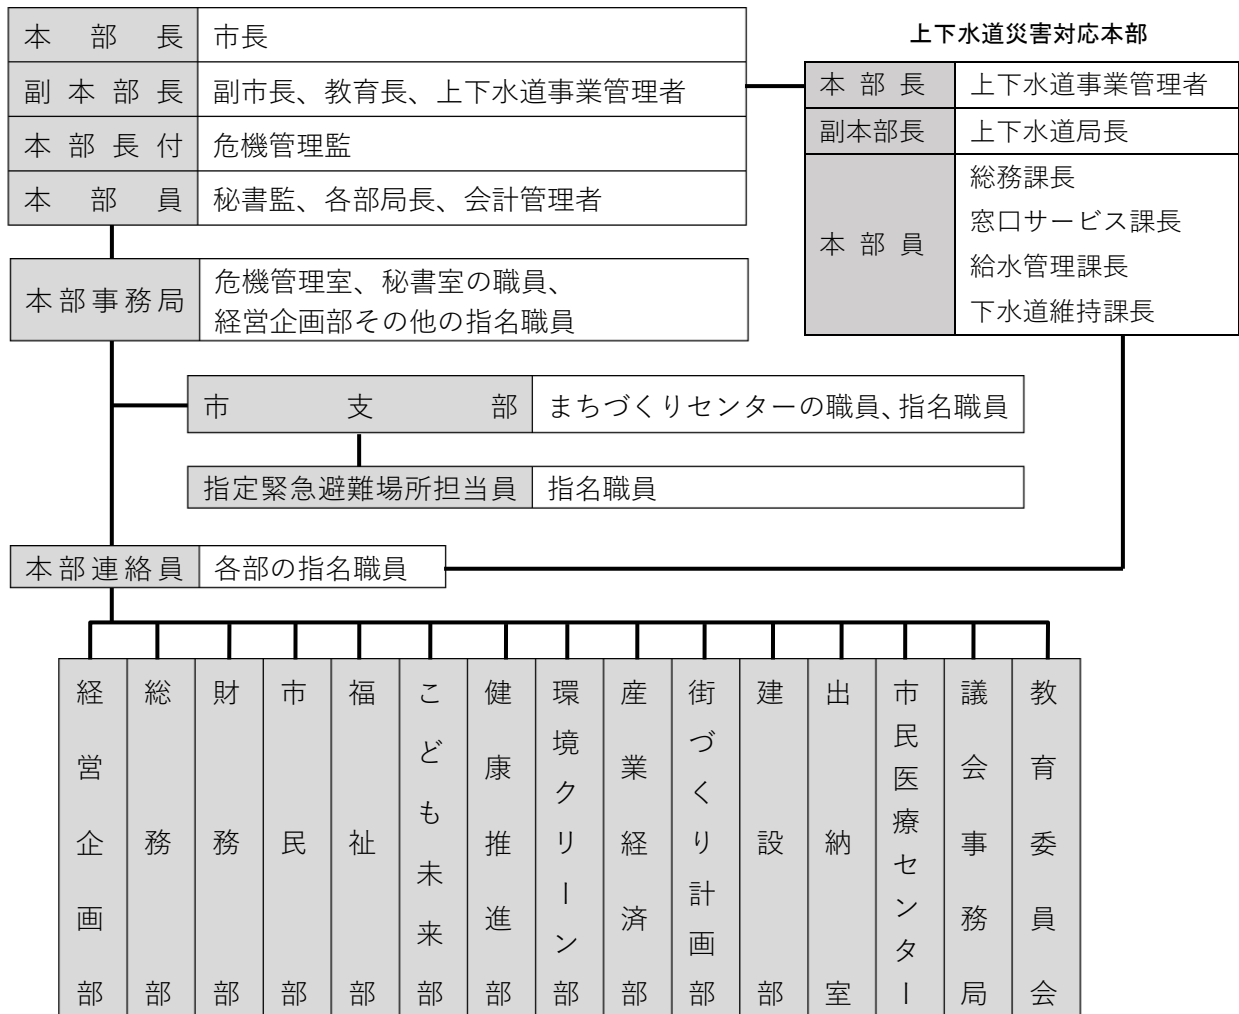 本部長 市長
副本部長 副市長、教育長、上下水道事業管理者
本部長付 危機管理監
本部員 秘書監、各部局長、会計管理者
上下水道災害対応本部
本部長 上下水道事業管理者
副本部長 上下水道局長
本部員 総務課長
窓口サービス課長
給水管理課長
下水道維持課長
本部事務局 危機管理室、秘書室の職員、
経営企画部その他の指名職員
市支部 まちづくりセンターの職員、指名職員
指定緊急避難場所担当員 指名職員
本部連絡員 各部の指名職員
経営企画部
総務部
財務部
市民部
福祉部
こども未来部
健康推進部
環境クリーン部
産業経済部
街づくり計画部
建設部
出納室
市民医療センター
議会事務局
教育委員会